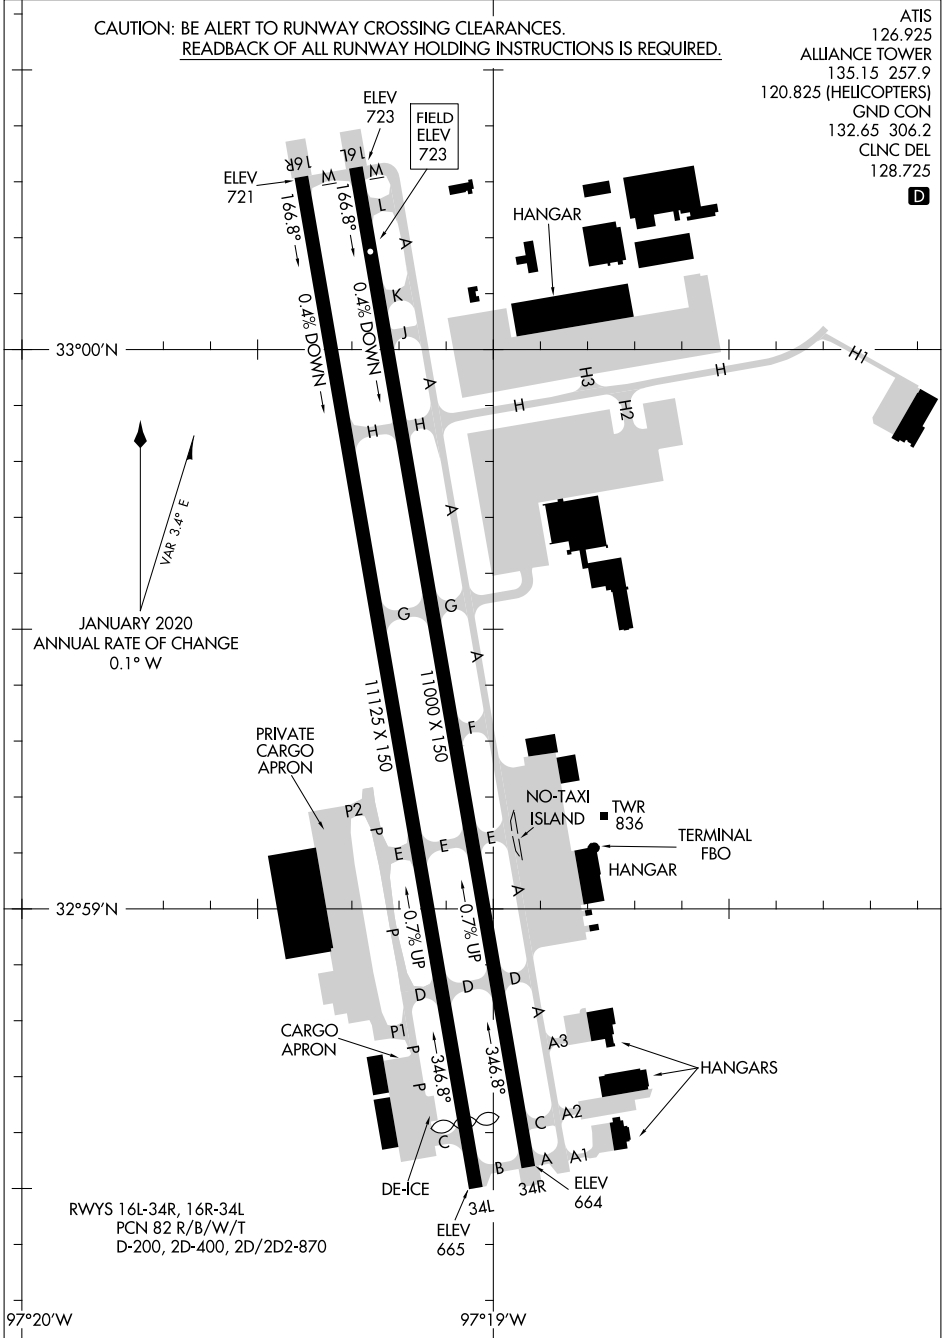 CAUTION: BE ALERT TO RUNWAY CROSSING CLEARANCES.
READBACK OF ALL RUNWAY HOLDING INSTRUCTIONS IS REQUIRED.
ATIS
126.925
ALLIANCE TOWER
135.15 257.9
120.825 (HELICOPTERS)
GND CON
132.65 306.2
CLNC DEL
128.725
D
ELEV
723
FIELD
ELEV
723
ELEV
721
16R
16L
M
M
166.8°
166.8°
L
A
HANGAR
K
J
0.4% DOWN
0.4% DOWN
33°00'N
H1
H
H3
A
H
H2
H
H
A
VAR 3.4° E
JANUARY 2020
ANNUAL RATE OF CHANGE
0.1° W
G
G
A
11125 X 150
11000 X 150
F
PRIVATE
CARGO
APRON
P2
P
NO-TAXI
ISLAND
TWR
836
TERMINAL
FBO
HANGAR
E
E
E
A
32°59'N
0.7% UP
0.7% UP
P
D
D
D
A
CARGO
APRON
P1
P
P
A3
346.8°
346.8°
HANGARS
C
C
A2
B
A
A1
DE-ICE
34L
34R
ELEV
664
ELEV
665
RWYS 16L-34R, 16R-34L
PCN 82 R/B/W/T
D-200, 2D-400, 2D/2D2-870
97°20'W
97°19'W